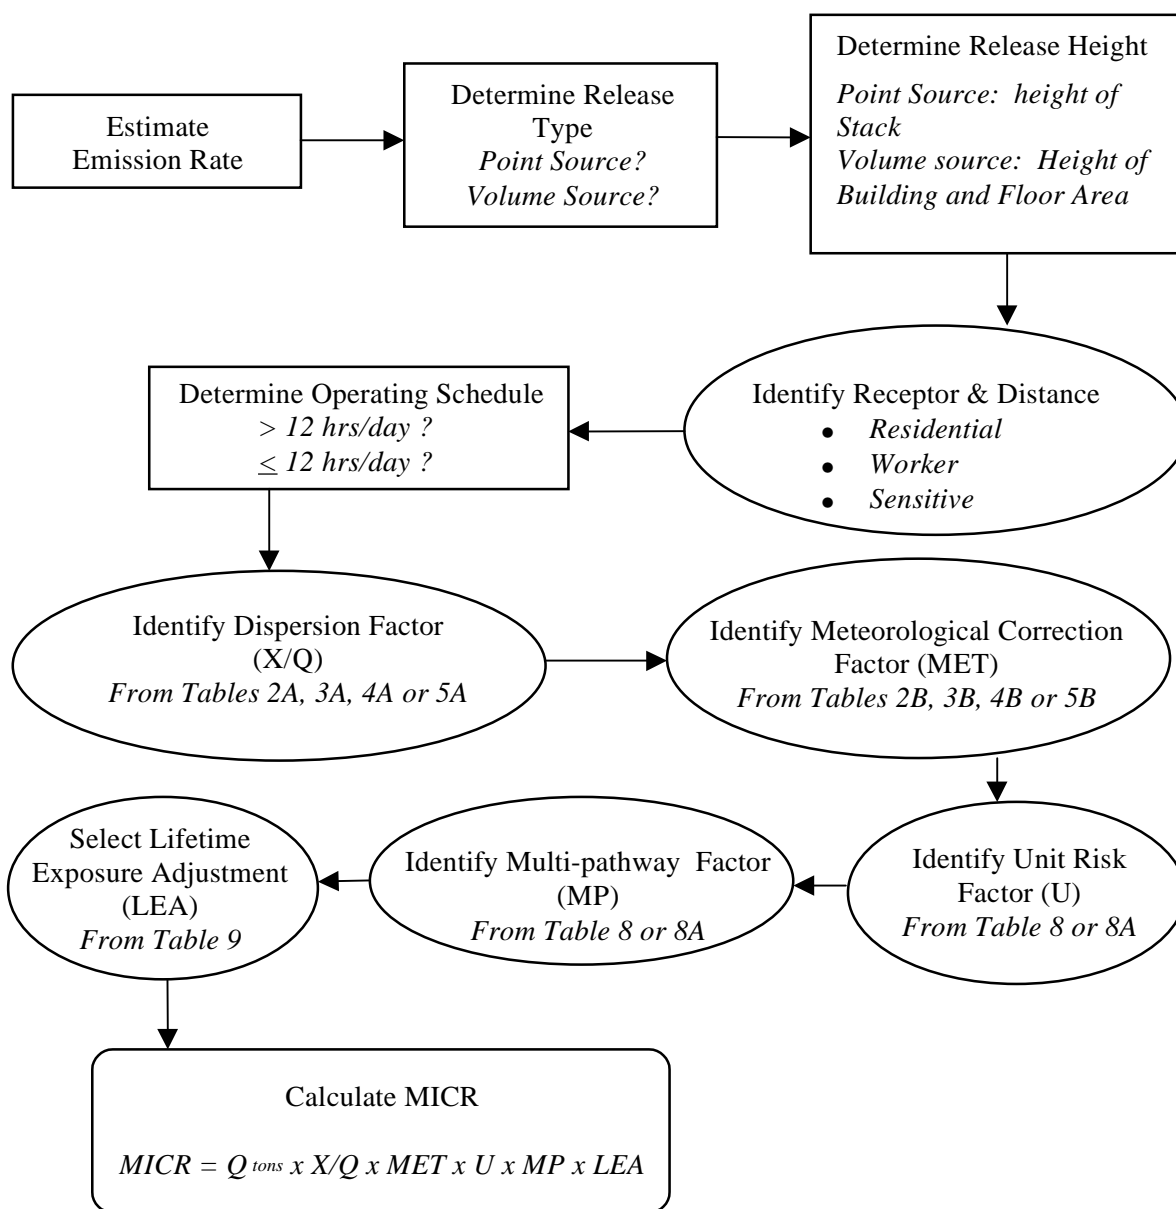 Estimate
Emission Rate
Determine Release
Type
Point Source?
Volume Source?
Determine Release Height
Point Source:  height of
Stack
Volume source:  Height of
Building and Floor Area
Identify Receptor & Distance
● Residential
● Worker
● Sensitive
Determine Operating Schedule
> 12 hrs/day ?
≤ 12 hrs/day ?
Identify Dispersion Factor
(X/Q)
From Tables 2A, 3A, 4A or 5A
Identify Meteorological Correction
Factor (MET)
From Tables 2B, 3B, 4B or 5B
Identify Unit Risk
Factor (U)
From Table 8 or 8A
Identify Multi-pathway  Factor
(MP)
From Table 8 or 8A
Select Lifetime
Exposure Adjustment
(LEA)
From Table 9
Calculate MICR
MICR = Q tons x X/Q x MET x U x MP x LEA